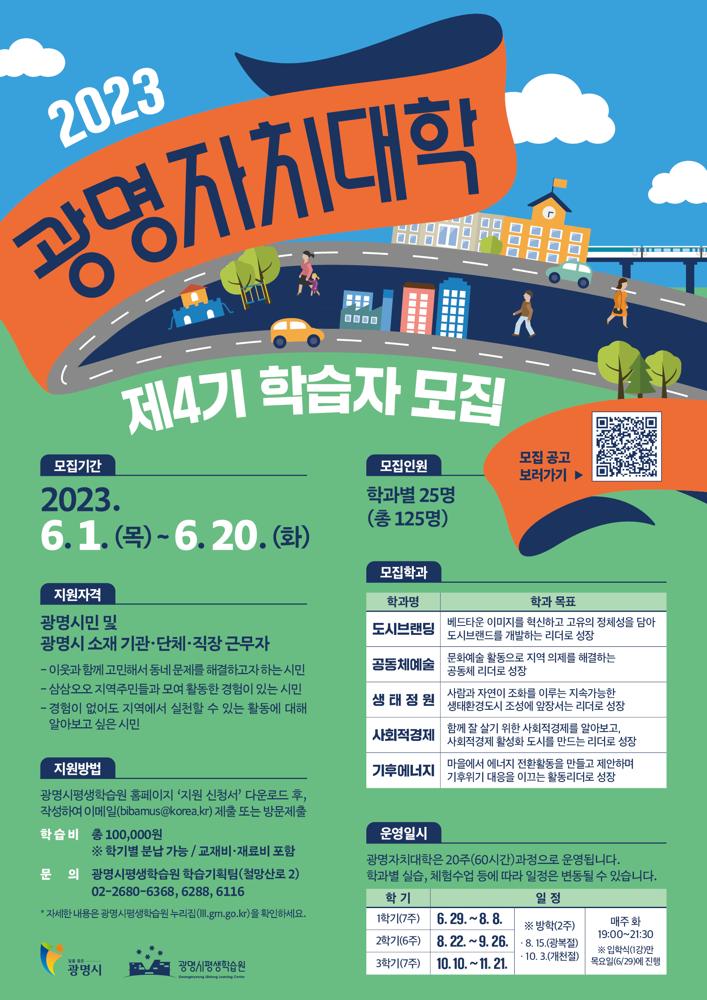 2023
광명자치대학
제4기 학습자 모집
모집 공고
보러가기 ▶
모집기간
2023.
6. 1. (목) ~ 6. 20. (화)
지원자격
광명시민 및
광명시 소재 기관·단체·직장 근무자
- 이웃과 함께 고민해서 동네 문제를 해결하고자 하는 시민
- 삼삼오오 지역주민들과 모여 활동한 경험이 있는 시민
- 경험이 없어도 지역에서 실천할 수 있는 활동에 대해
알아보고 싶은 시민
지원방법
광명시평생학습원 홈페이지 ‘지원 신청서’ 다운로드 후,
작성하여 이메일(bibamus@korea.kr) 제출 또는 방문제출
학습비 총 100,000원
※ 학기별 분납 가능 / 교재비·재료비 포함
문 의 광명시평생학습원 학습기획팀(철망산로 2)
02-2680-6368, 6288, 6116
* 자세한 내용은 광명시평생학습원 누리집(lll.gm.go.kr)을 확인하세요.
빛을 품은
광명시
광명시평생학습원
Gwangmyeong Lifelong Learning Center
모집인원
학과별 25명
(총 125명)
모집학과
학과명 학과 목표
도시브랜딩 베드타운 이미지를 혁신하고 고유의 정체성을 담아
도시브랜드를 개발하는 리더로 성장
공동체예술 문화예술 활동으로 지역 의제를 해결하는
공동체 리더로 성장
생태정원 사람과 자연이 조화를 이루는 지속가능한
생태환경도시 조성에 앞장서는 리더로 성장
사회적경제 함께 잘 살기 위한 사회적경제를 알아보고,
사회적경제 활성화 도시를 만드는 리더로 성장
기후에너지 마을에서 에너지 전환활동을 만들고 제안하며
기후위기 대응을 이끄는 활동리더로 성장
운영일시
광명자치대학은 20주(60시간)과정으로 운영됩니다.
학과별 실습, 체험수업 등에 따라 일정은 변동될 수 있습니다.
학 기 일 정
1학기(7주) 6. 29. ~ 8. 8.
2학기(6주) 8. 22. ~ 9. 26.
3학기(7주) 10. 10. ~ 11. 21.
※ 방학(2주)
· 8. 15.(광복절)
· 10. 3.(개천절)
매주 화
19:00~21:30
※ 입학식(1강)만
목요일(6/29)에 진행